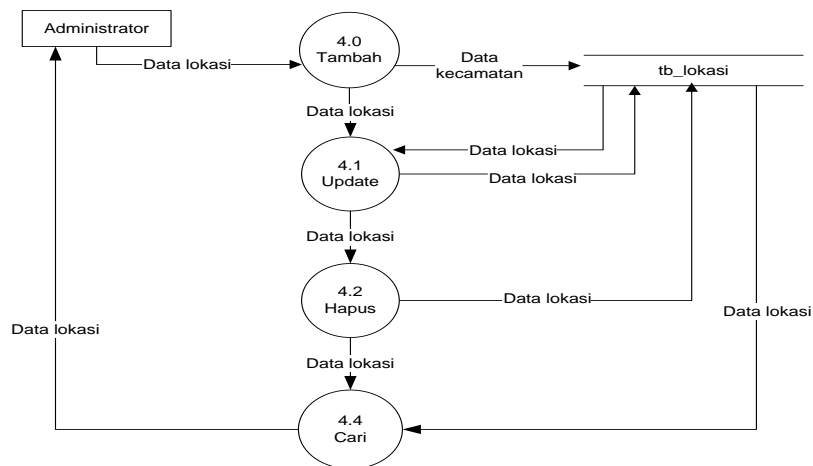 Administrator
4.0
Tambah
Data lokasi
Data
kecamatan
tb_lokasi
Data lokasi
4.1
Update
Data lokasi
Data lokasi
Data lokasi
4.2
Hapus
Data lokasi
Data lokasi
Data lokasi
Data lokasi
4.4
Cari